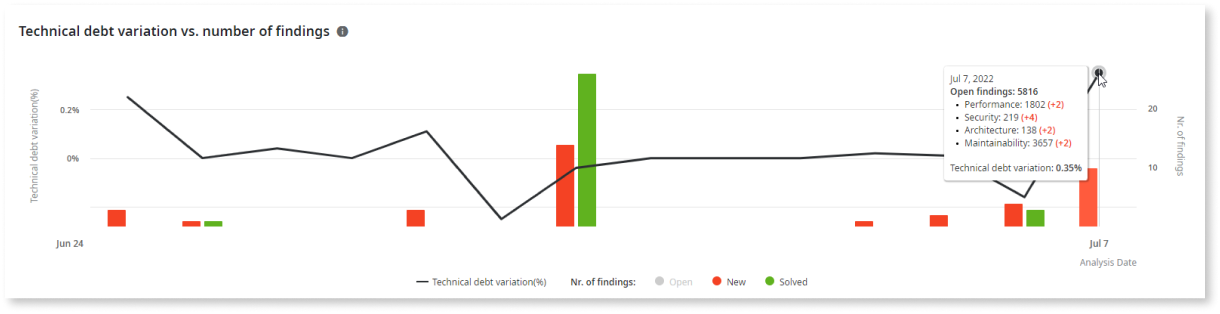 Technical debt variation vs. number of findings
Technical debt variation(%)
0.2%
0%
Jul 7, 2022
Open findings: 5816
• Performance: 1802 (+2)
• Security: 219 (+4)
• Architecture: 138 (+2)
• Maintainability: 3657 (+2)
Technical debt variation: 0.35%
20
10
Nr. of findings
Jun 24
Jul 7
Analysis Date
Technical debt variation(%) Nr. of findings: Open New Solved